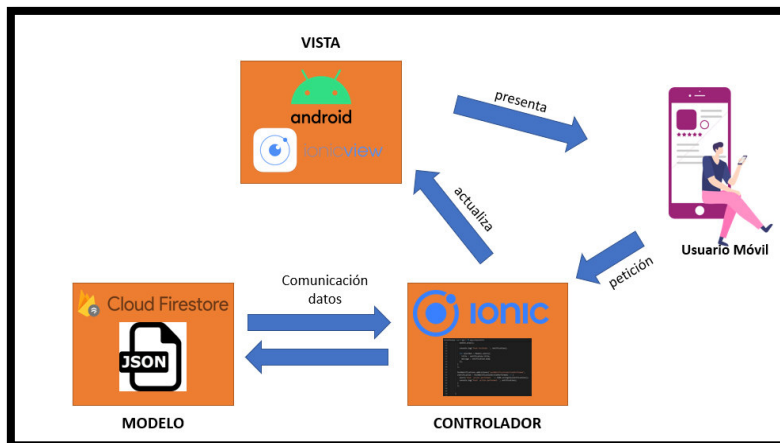 VISTA
android
ionicview
presenta
actualiza
Usuario Móvil
petición
Comunicación
datos
Cloud Firestore
JSON
IONIC
MODELO
CONTROLADOR